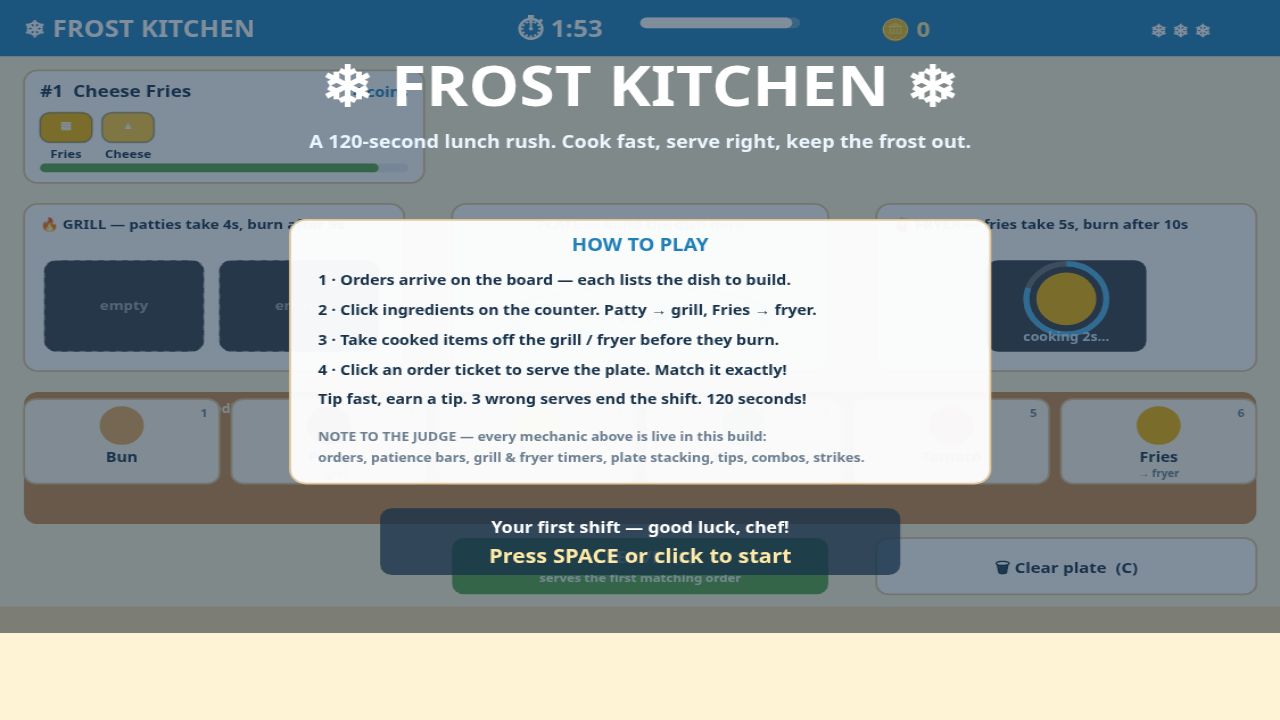 ❄ FROST KITCHEN
⏱ 1:53
🪙 0
❄ ❄ ❄
❄ FROST KITCHEN ❄
#1 Cheese Fries
Fries
Cheese
A 120-second lunch rush. Cook fast, serve right, keep the frost out.
🔥 GRILL — patties take 4s, burn
fries take 5s, burn after 10s
empty
cooking 2s...
HOW TO PLAY
1 · Orders arrive on the board — each lists the dish to build.
2 · Click ingredients on the counter. Patty → grill, Fries → fryer.
3 · Take cooked items off the grill / fryer before they burn.
4 · Click an order ticket to serve the plate. Match it exactly!
Tip fast, earn a tip. 3 wrong serves end the shift. 120 seconds!
NOTE TO THE JUDGE — every mechanic above is live in this build:
orders, patience bars, grill & fryer timers, plate stacking, tips, combos, strikes.
1
Bun
5
6
Fries
→ fryer
Your first shift — good luck, chef!
Press SPACE or click to start
serves the first matching order
🗑 Clear plate (C)